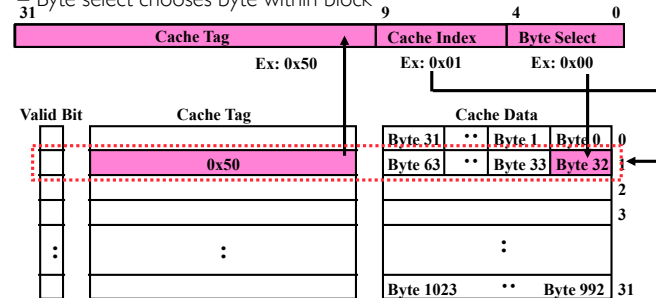 – Byte select chooses byte within block
31 9 4 0
Cache Tag Cache Index Byte Select
Ex: 0x50 Ex: 0x01 Ex: 0x00
Valid Bit Cache Tag Cache Data
Byte 31 ·· Byte 1 Byte 0 0
0x50 Byte 63 ·· Byte 33 Byte 32 1
2
3
: : :
Byte 1023 ·· Byte 992 31